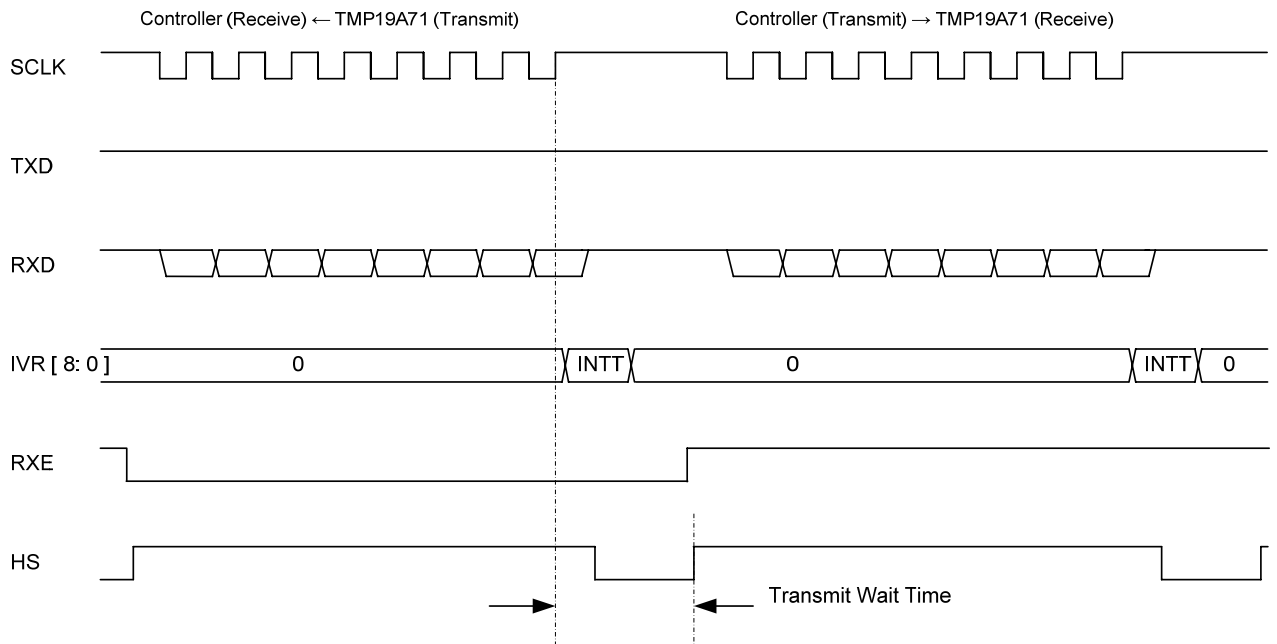 Controller (Receive) ← TMP19A71 (Transmit)
Controller (Transmit) → TMP19A71 (Receive)
SCLK
TXD
RXD
IVR [ 8: 0 ]
0
INTT
0
INTT
0
RXE
HS
Transmit Wait Time